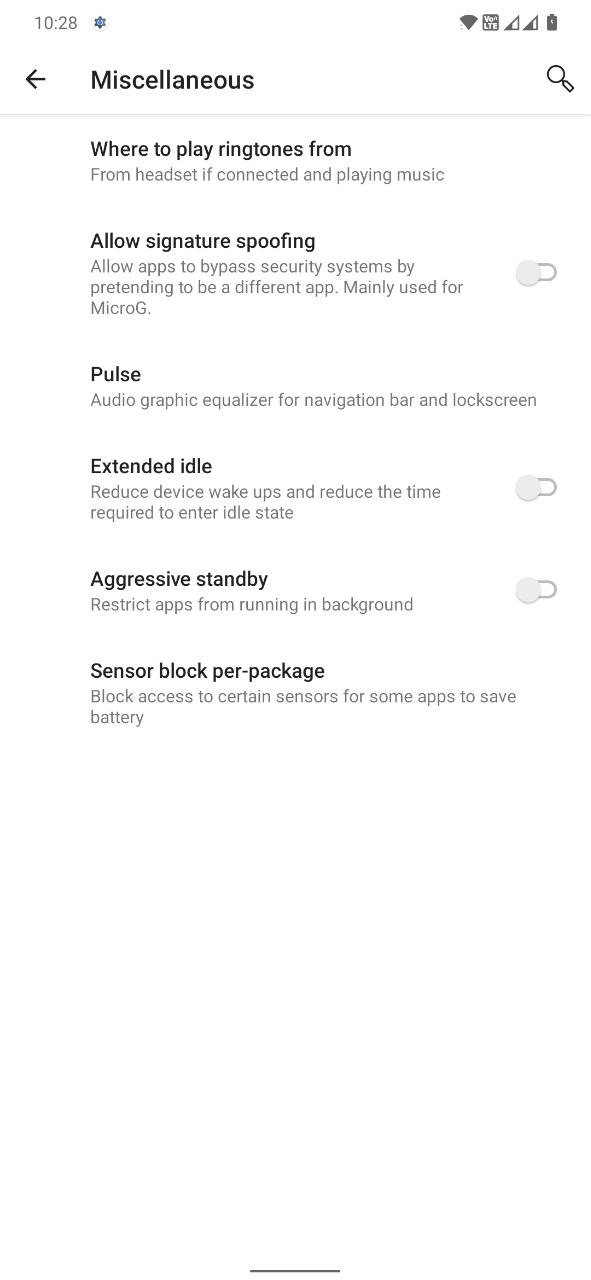 10:28
Vo
LTE
Miscellaneous
Where to play ringtones from
From headset if connected and playing music
Allow signature spoofing
Allow apps to bypass security systems by
pretending to be a different app. Mainly used for
MicroG.
Pulse
Audio graphic equalizer for navigation bar and lockscreen
Extended idle
Reduce device wake ups and reduce the time
required to enter idle state
Aggressive standby
Restrict apps from running in background
Sensor block per-package
Block access to certain sensors for some apps to save
battery